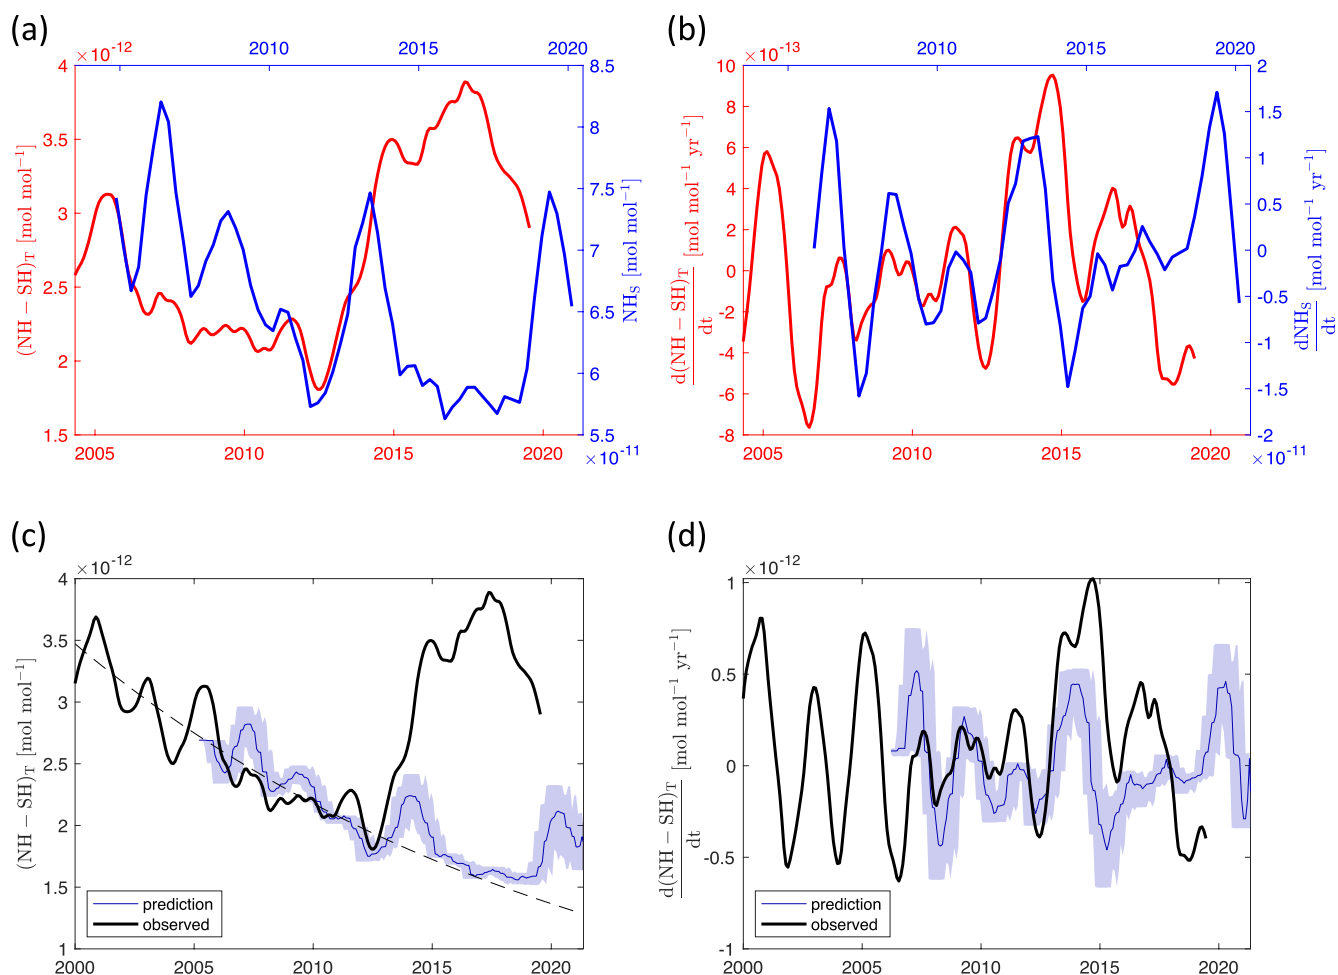 (a)
2010 2015 2020
×10⁻¹²
4
3.5
3
2.5
2
1.5
(NH − SH)_T [mol mol⁻¹]
8.5
8
7.5
7
6.5
6
5.5
NH_S [mol mol⁻¹]
2005 2010 2015 2020
×10⁻¹¹
(b)
2010 2015 2020
×10⁻¹³
10
8
6
4
2
0
-2
-4
-6
-8
d(NH − SH)_T
dt
[mol mol⁻¹ yr⁻¹]
2
1.5
1
0.5
0
-0.5
-1
-1.5
-2
dNH_S
dt
[mol mol⁻¹ yr⁻¹]
2005 2010 2015 2020
×10⁻¹¹
(c)
×10⁻¹²
4
3.5
3
2.5
2
1.5
1
(NH − SH)_T [mol mol⁻¹]
prediction
observed
2000 2005 2010 2015 2020
(d)
×10⁻¹²
1
0.5
0
-0.5
-1
d(NH − SH)_T
dt
[mol mol⁻¹ yr⁻¹]
prediction
observed
2000 2005 2010 2015 2020